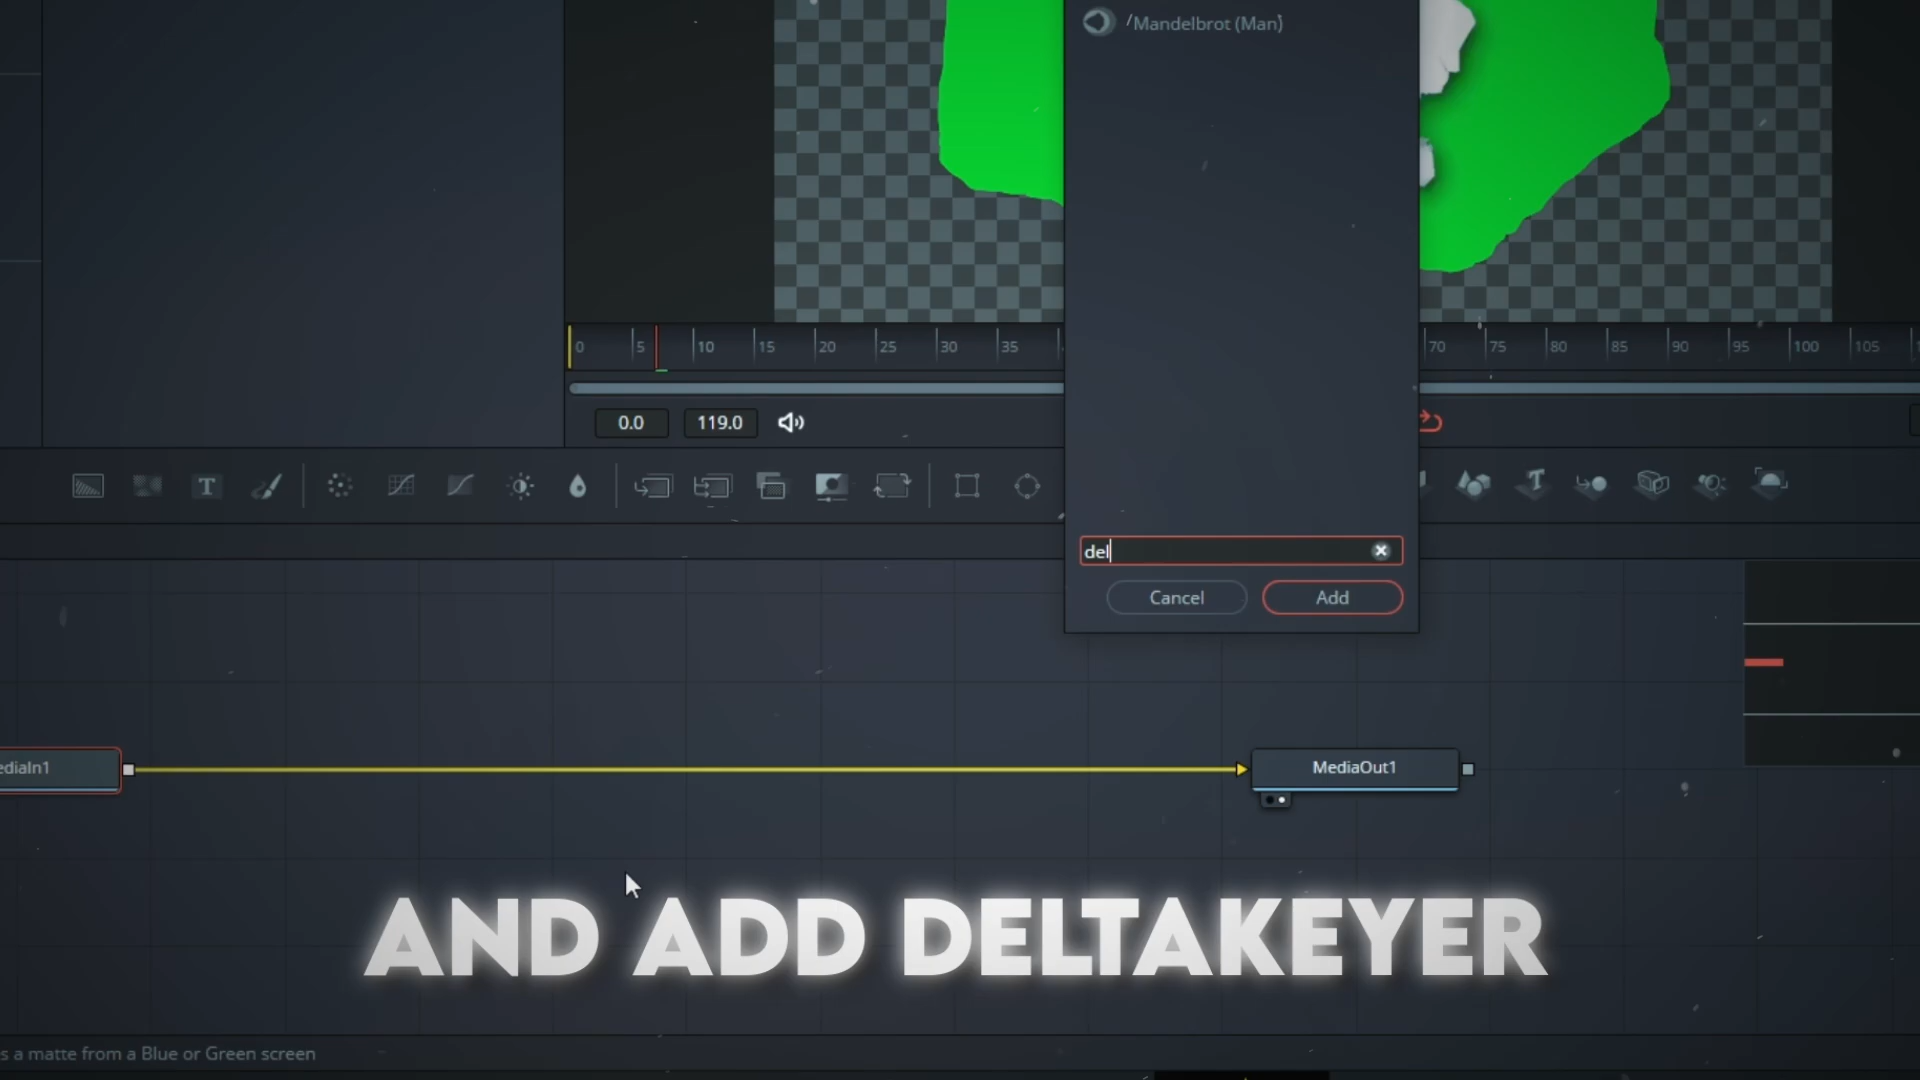 Mandelbrot (Man)
0 5 10 15 20 25 30 35 70 75 80 85 90 95 100 105
0.0 119.0
T T
del
Cancel Add
ediaIn1 MediaOut1
AND ADD DELTAKEYER
s a matte from a Blue or Green screen